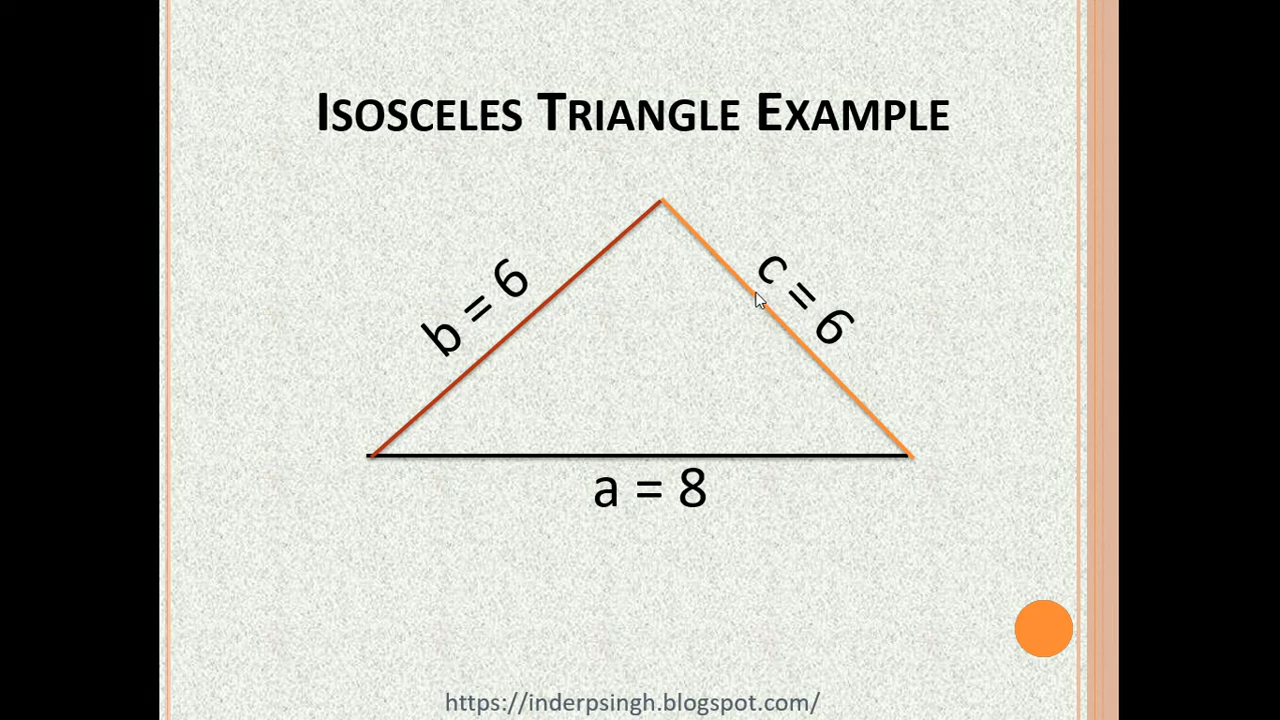 Isosceles Triangle Example
b = 6
c = 6
a = 8
https://inderpsingh.blogspot.com/